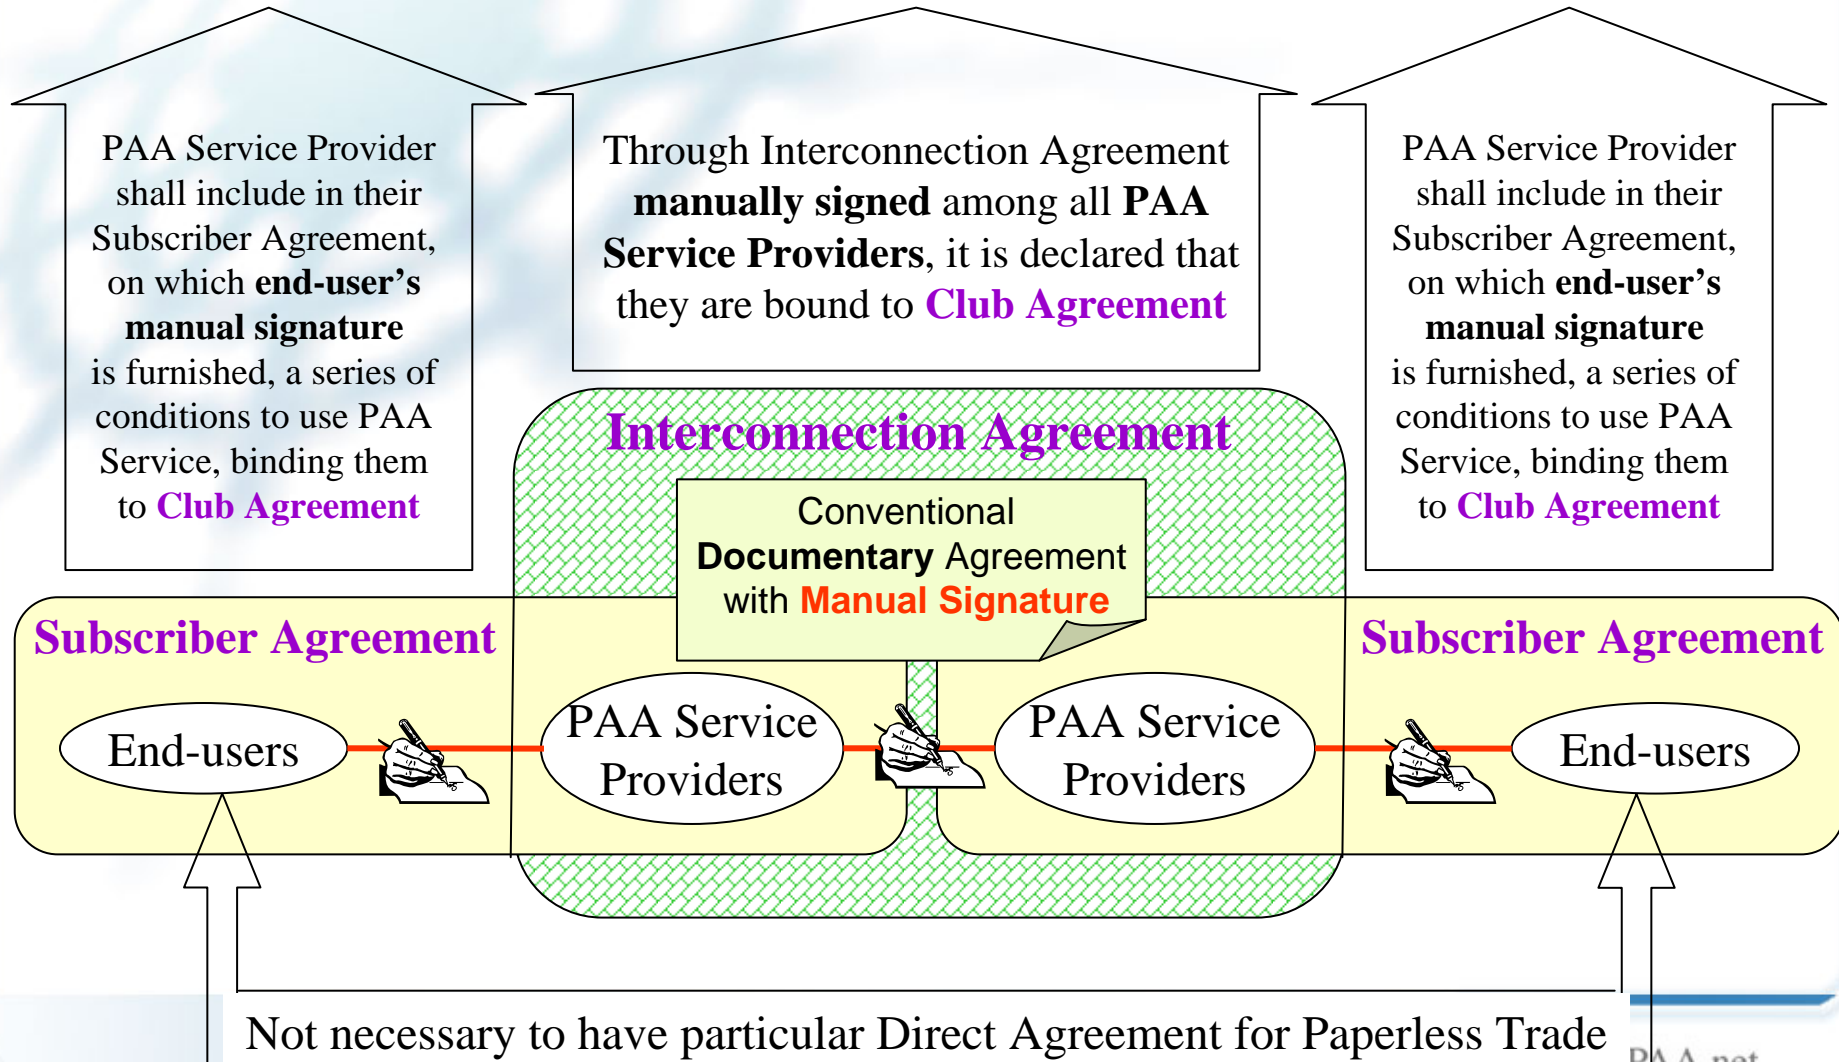 PAA Service Provider
shall include in their
Subscriber Agreement,
on which end-user’s
manual signature
is furnished, a series of
conditions to use PAA
Service, binding them
to Club Agreement
Through Interconnection Agreement
manually signed among all PAA
Service Providers, it is declared that
they are bound to Club Agreement
PAA Service Provider
shall include in their
Subscriber Agreement,
on which end-user’s
manual signature
is furnished, a series of
conditions to use PAA
Service, binding them
to Club Agreement
Interconnection Agreement
Conventional
Documentary Agreement
with Manual Signature
Subscriber Agreement
Subscriber Agreement
End-users
PAA Service
Providers
PAA Service
Providers
End-users
Not necessary to have particular Direct Agreement for Paperless Trade
PAA.net